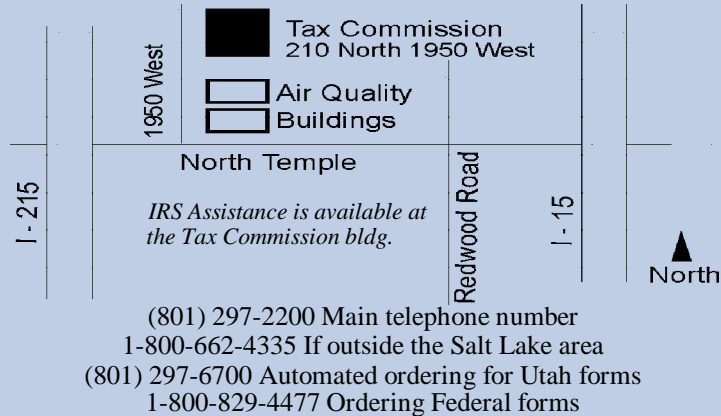 Tax Commission
210 North 1950 West
1950 West
Air Quality
Buildings
North Temple
I - 215
IRS Assistance is available at
the Tax Commission bldg.
Redwood Road
I - 15
North
(801) 297-2200 Main telephone number
1-800-662-4335 If outside the Salt Lake area
(801) 297-6700 Automated ordering for Utah forms
1-800-829-4477 Ordering Federal forms